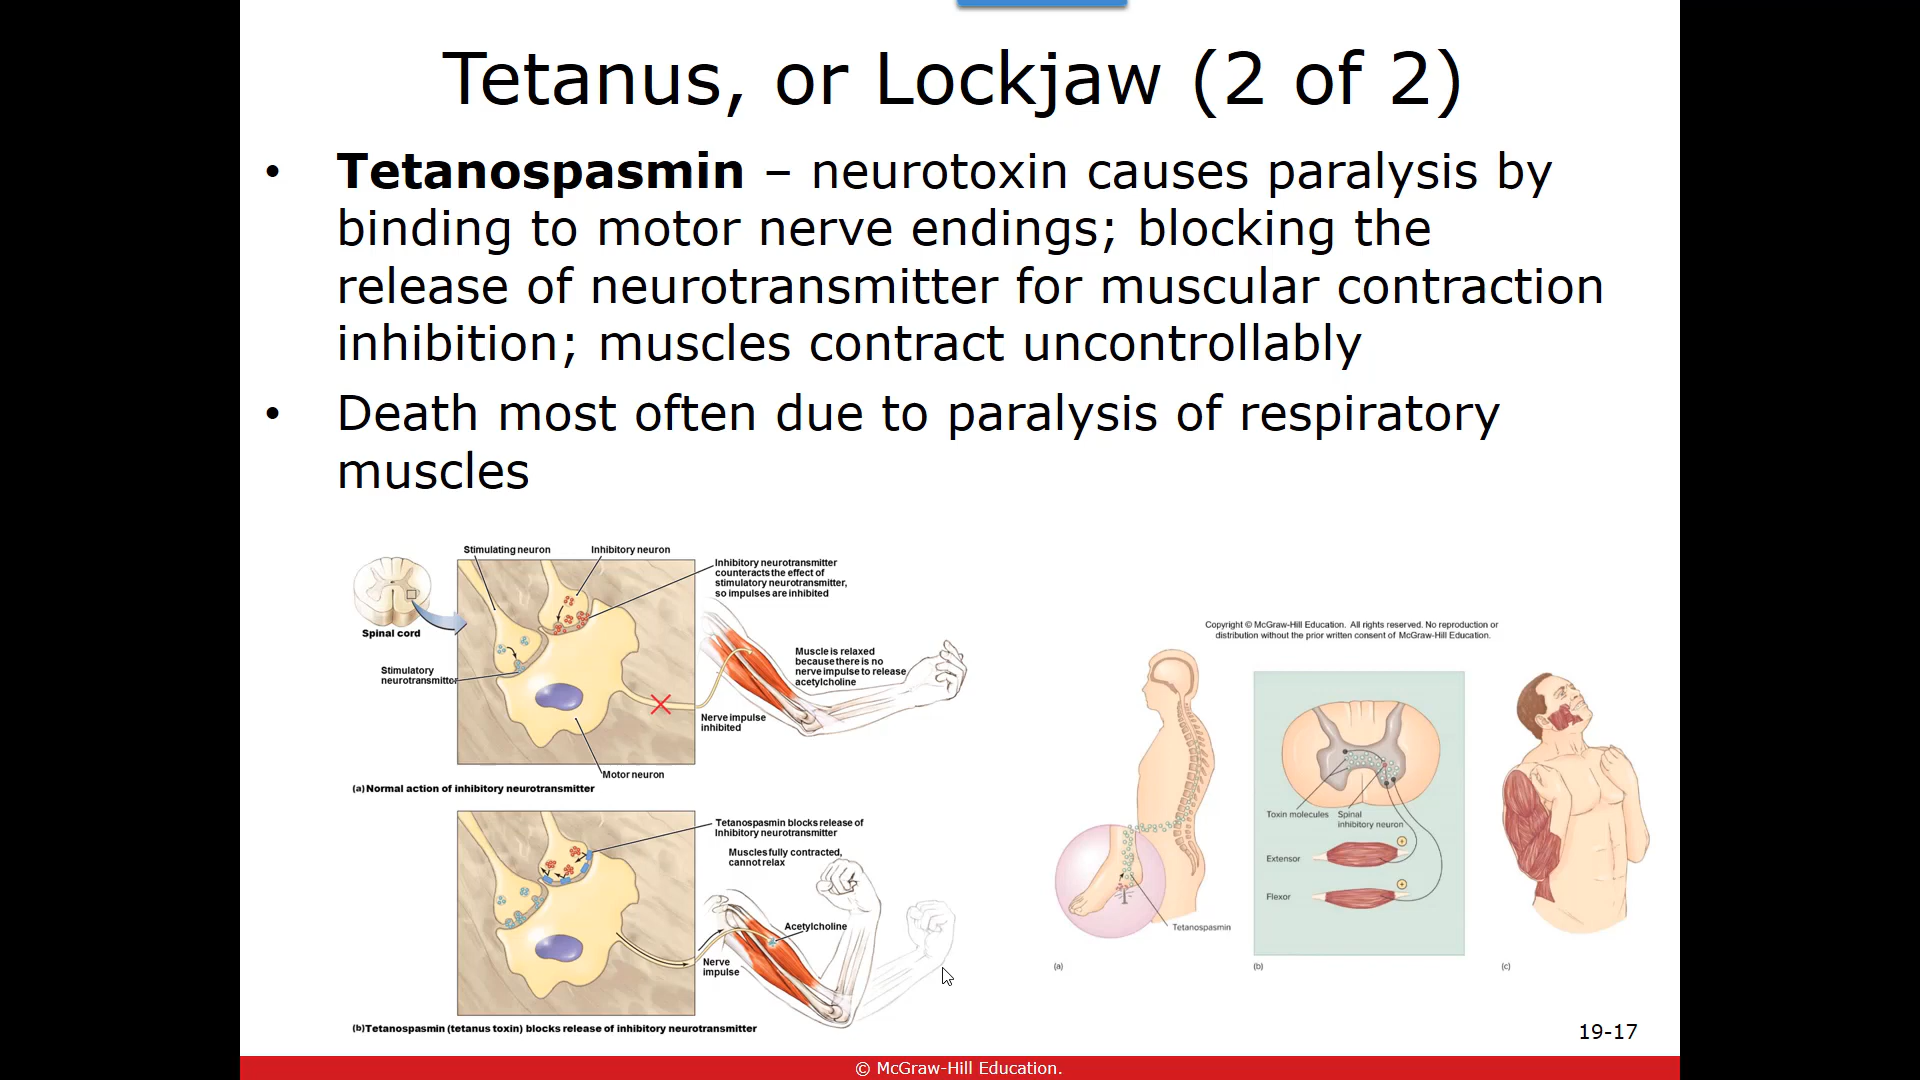 Tetanus, or Lockjaw (2 of 2)
• Tetanospasmin – neurotoxin causes paralysis by
binding to motor nerve endings; blocking the
release of neurotransmitter for muscular contraction
inhibition; muscles contract uncontrollably
• Death most often due to paralysis of respiratory
muscles
Stimulating neuron
Inhibitory neuron
Inhibitory neurotransmitter
counteracts the effect of
stimulatory neurotransmitter,
so impulses are inhibited
Spinal cord
Stimulatory
neurotransmittor
Muscle is relaxed
because there is no
nerve impulse to release
acetylcholine
Nerve impulse
inhibited
Motor neuron
(a) Normal action of inhibitory neurotransmitter
Tetanospasmin blocks release of
Inhibitory neurotransmitter
Muscles fully contracted,
cannot relax
Acetylcholine
Nerve
impulse
(b) Tetanospasmin (tetanus toxin) blocks release of inhibitory neurotransmitter
Copyright © McGraw-Hill Education. All rights reserved. No reproduction or
distribution without the prior written consent of McGraw-Hill Education.
Toxin molecules
Spinal
inhibitory neuron
Extensor
+
Flexor
+
Tetanospasmin
(a)
(b)
(c)
19-17
© McGraw-Hill Education.